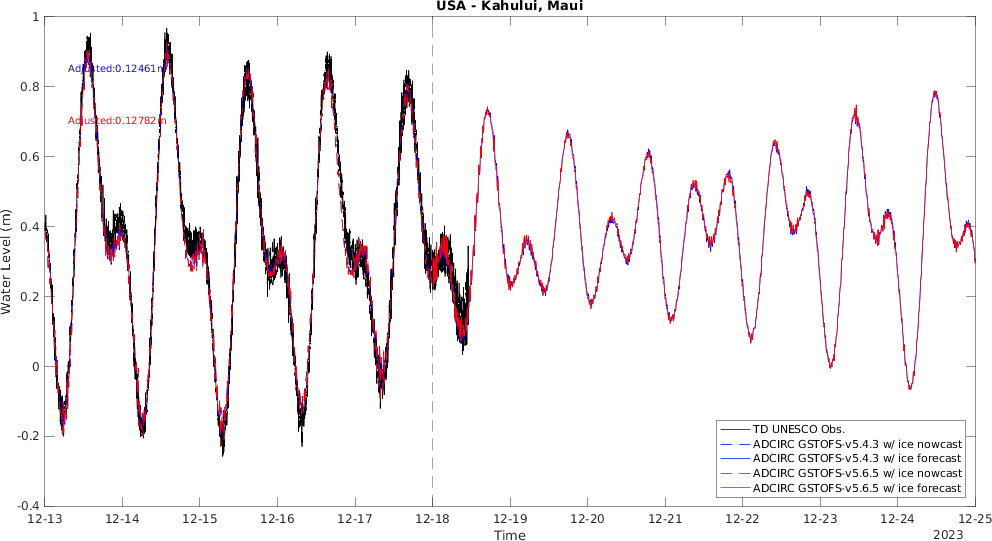 USA - Kahului, Maui
Water Level (m)
1
0.8
0.6
0.4
0.2
0
-0.2
-0.4
Adjusted:0.12461m
Adjusted:0.12782m
TD UNESCO Obs.
ADCIRC GSTOFS-v5.4.3 w/ ice nowcast
ADCIRC GSTOFS-v5.4.3 w/ ice forecast
ADCIRC GSTOFS-v5.6.5 w/ ice nowcast
ADCIRC GSTOFS-v5.6.5 w/ ice forecast
12-13 12-14 12-15 12-16 12-17 12-18 12-19 12-20 12-21 12-22 12-23 12-24 12-25
Time
2023